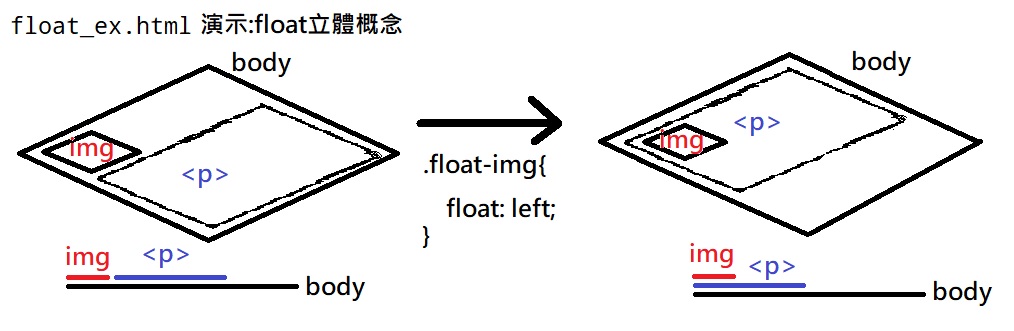 float_ex.html 演示:float立體概念
body
img
<p>
img
<p>
body
.float-img{
float: left;
}
body
<p>
img
img
<p>
body